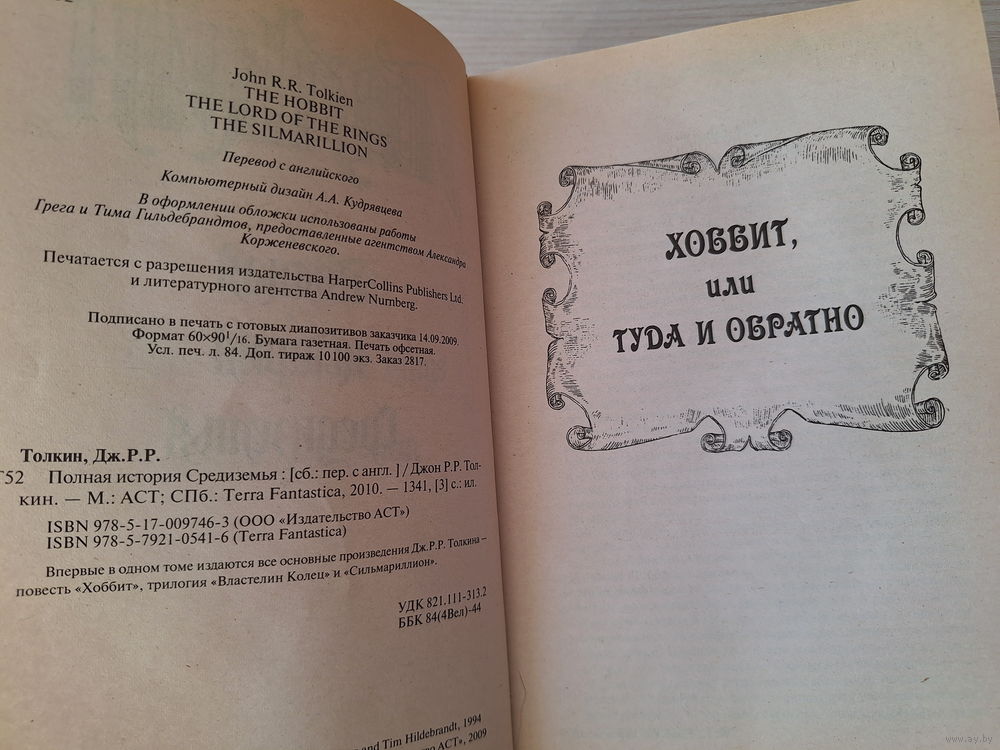 John R.R. Tolkien
THE HOBBIT
THE LORD OF THE RINGS
THE SILMARILLION
Перевод с английского
Компьютерный дизайн А.А. Кудрявцева
В оформлении обложки использованы работы
Грега и Тима Гильдебрандтов, предоставленные агентством Александра
Корженевского.
Печатается с разрешения издательства HarperCollins Publishers Ltd.
и литературного агентства Andrew Nurnberg.
Подписано в печать с готовых диапозитивов заказчика 14.09.2009.
Формат 60×90 1/16. Бумага газетная. Печать офсетная.
Усл. печ. л. 84. Доп. тираж 10 100 экз. Заказ 2817.
Толкин, Дж.Р.Р.
Т52 Полная история Средиземья : [сб.: пер. с англ. ] / Джон Р.Р. Тол-
кин. — М.: АСТ; СПб.: Terra Fantastica, 2010. — 1341, [3] с.: ил.
ISBN 978-5-17-009746-3 (ООО «Издательство АСТ»)
ISBN 978-5-7921-0541-6 (Terra Fantastica)
Впервые в одном томе издаются все основные произведения Дж.Р.Р. Толкина –
повесть «Хоббит», трилогия «Властелин Колец» и «Сильмариллион».
УДК 821.111-313.2
ББК 84(4Вел)-44
and Tim Hildebrandt, 1994
АСТ», 2009
ХОББИТ,
или
ТУДА И ОБРАТНО
www.ay.by